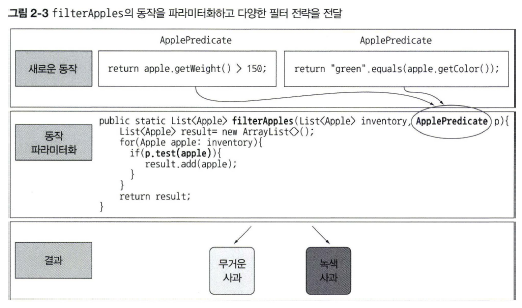 그림 2-3 filterApples의 동작을 파라미터화하고 다양한 필터 전략을 전달
ApplePredicate ApplePredicate
새로운 동작
return apple.getWeight() > 150; return "green".equals(apple.getColor());
동작
파라미터화
public static List<Apple> filterApples(List<Apple> inventory, ApplePredicate p){
List<Apple> result= new ArrayList<>();
for(Apple apple: inventory){
if(p.test(apple)){
result.add(apple);
}
}
return result;
}
결과
무거운
사과
녹색
사과